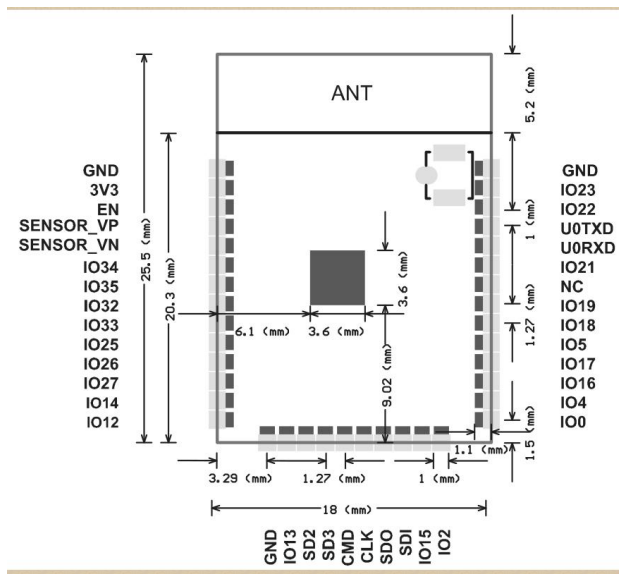 ANT
5.2 (mm)
GND
3V3
EN
SENSOR_VP
SENSOR_VN
IO34
IO35
IO32
IO33
IO25
IO26
IO27
IO14
IO12
25.5 (mm)
20.3 (mm)
6.1 (mm)
3.6 (mm)
3.6 (mm)
9.02 (mm)
GND
IO23
IO22
U0TXD
U0RXD
IO21
NC
IO19
IO18
IO5
IO17
IO16
IO4
IO0
1 (mm)
1.27 (mm)
1.5 (mm)
1.1 (mm)
3.29 (mm)
1.27 (mm)
1 (mm)
18 (mm)
GND
IO13
SD2
SD3
CMD
CLK
SDO
SDI
IO15
IO2